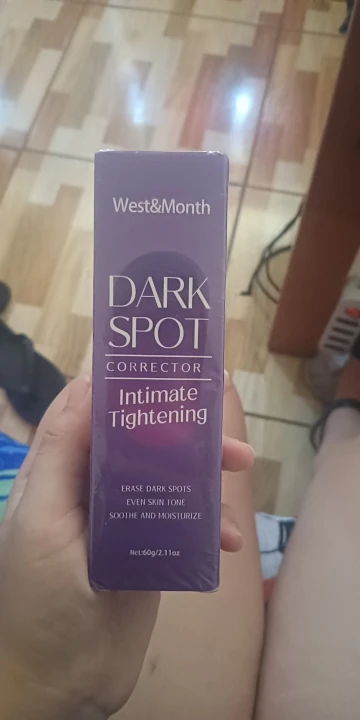 West&Month
DARK
SPOT
CORRECTOR
Intimate
Tightening
ERASE DARK SPOTS
EVEN SKIN TONE
SOOTHE AND MOISTURIZE
Net:60g/2.11oz